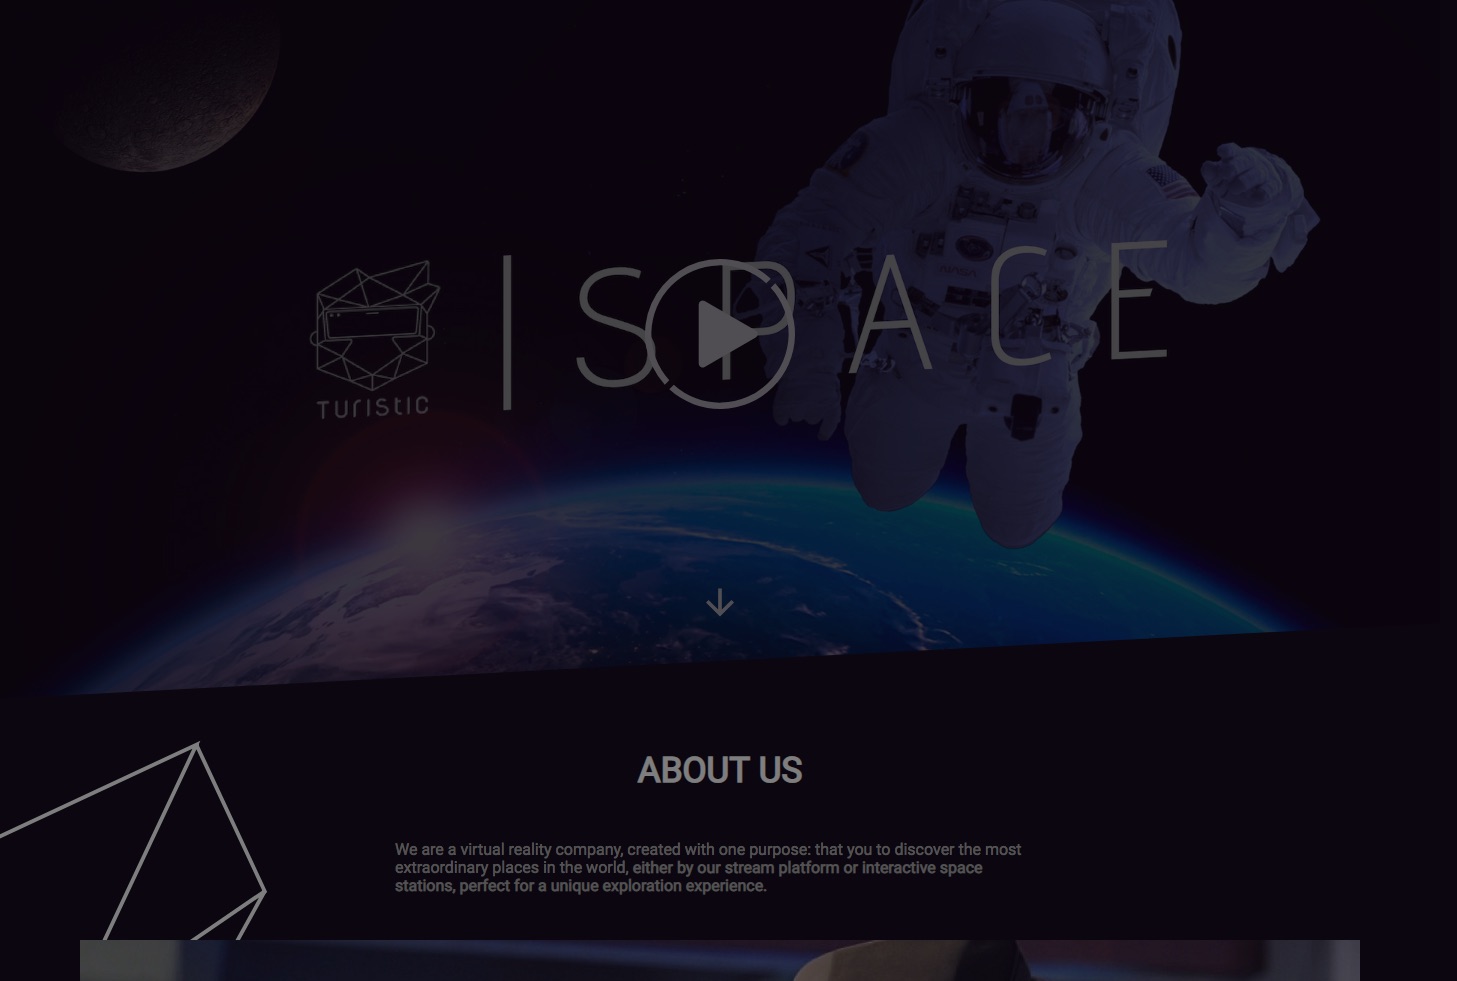 TURISTIC
SPACE
ABOUT US
We are a virtual reality company, created with one purpose: that you to discover the most
extraordinary places in the world, either by our stream platform or interactive space
stations, perfect for a unique exploration experience.